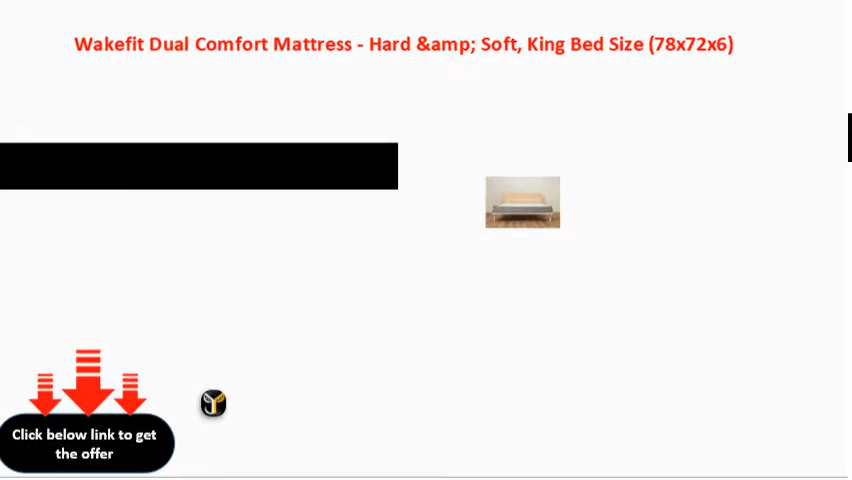 Wakefit Dual Comfort Mattress - Hard &amp; Soft, King Bed Size (78x72x6)
Click below link to get
the offer